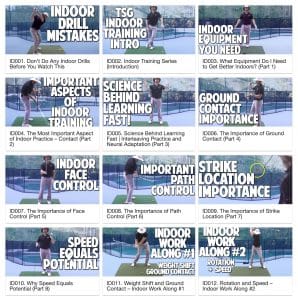 INDOOR
DRILL
MISTAKES
TSG
INDOOR
TRAINING
INTRO
INDOOR
EQUIPMENT
YOU NEED
ID001. Don't Do Any Indoor Drills
Before You Watch This
ID002. Indoor Training Series
(Introduction)
ID003. What Equipment Do I Need
to Get Better Indoors? (Part 1)
IMPORTANT
ASPECTS
OF INDOOR
TRAINING
SCIENCE
BEHIND
LEARNING
FAST!
GROUND
CONTACT
IMPORTANCE
ID004. The Most Important Aspect
of Indoor Practice – Contact (Part
2)
ID005. Science Behind Learning
Fast | Interleaving Practice and
Neural Adaptation (Part 3)
ID006. The Importance of Ground
Contact (Part 4)
INDOOR
FACE
CONTROL
IMPORTANT
PATH
CONTROL
STRIKE
LOCATION
IMPORTANCE
ID007. The Importance of Face
Control (Part 5)
ID008. The Importance of Path
Control (Part 6)
ID009. The Importance of Strike
Location (Part 7)
SPEED
EQUALS
POTENTIAL
INDOOR
WORK
ALONG #1
WEIGHT SHIFT
GROUND CONTACT
INDOOR
WORK
ALONG #2
ROTATION
+ SPEED
ID010. Why Speed Equals
Potential (Part 8)
ID011. Weight Shift and Ground
Contact – Indoor Work Along #1
ID012. Rotation and Speed –
Indoor Work Along #2